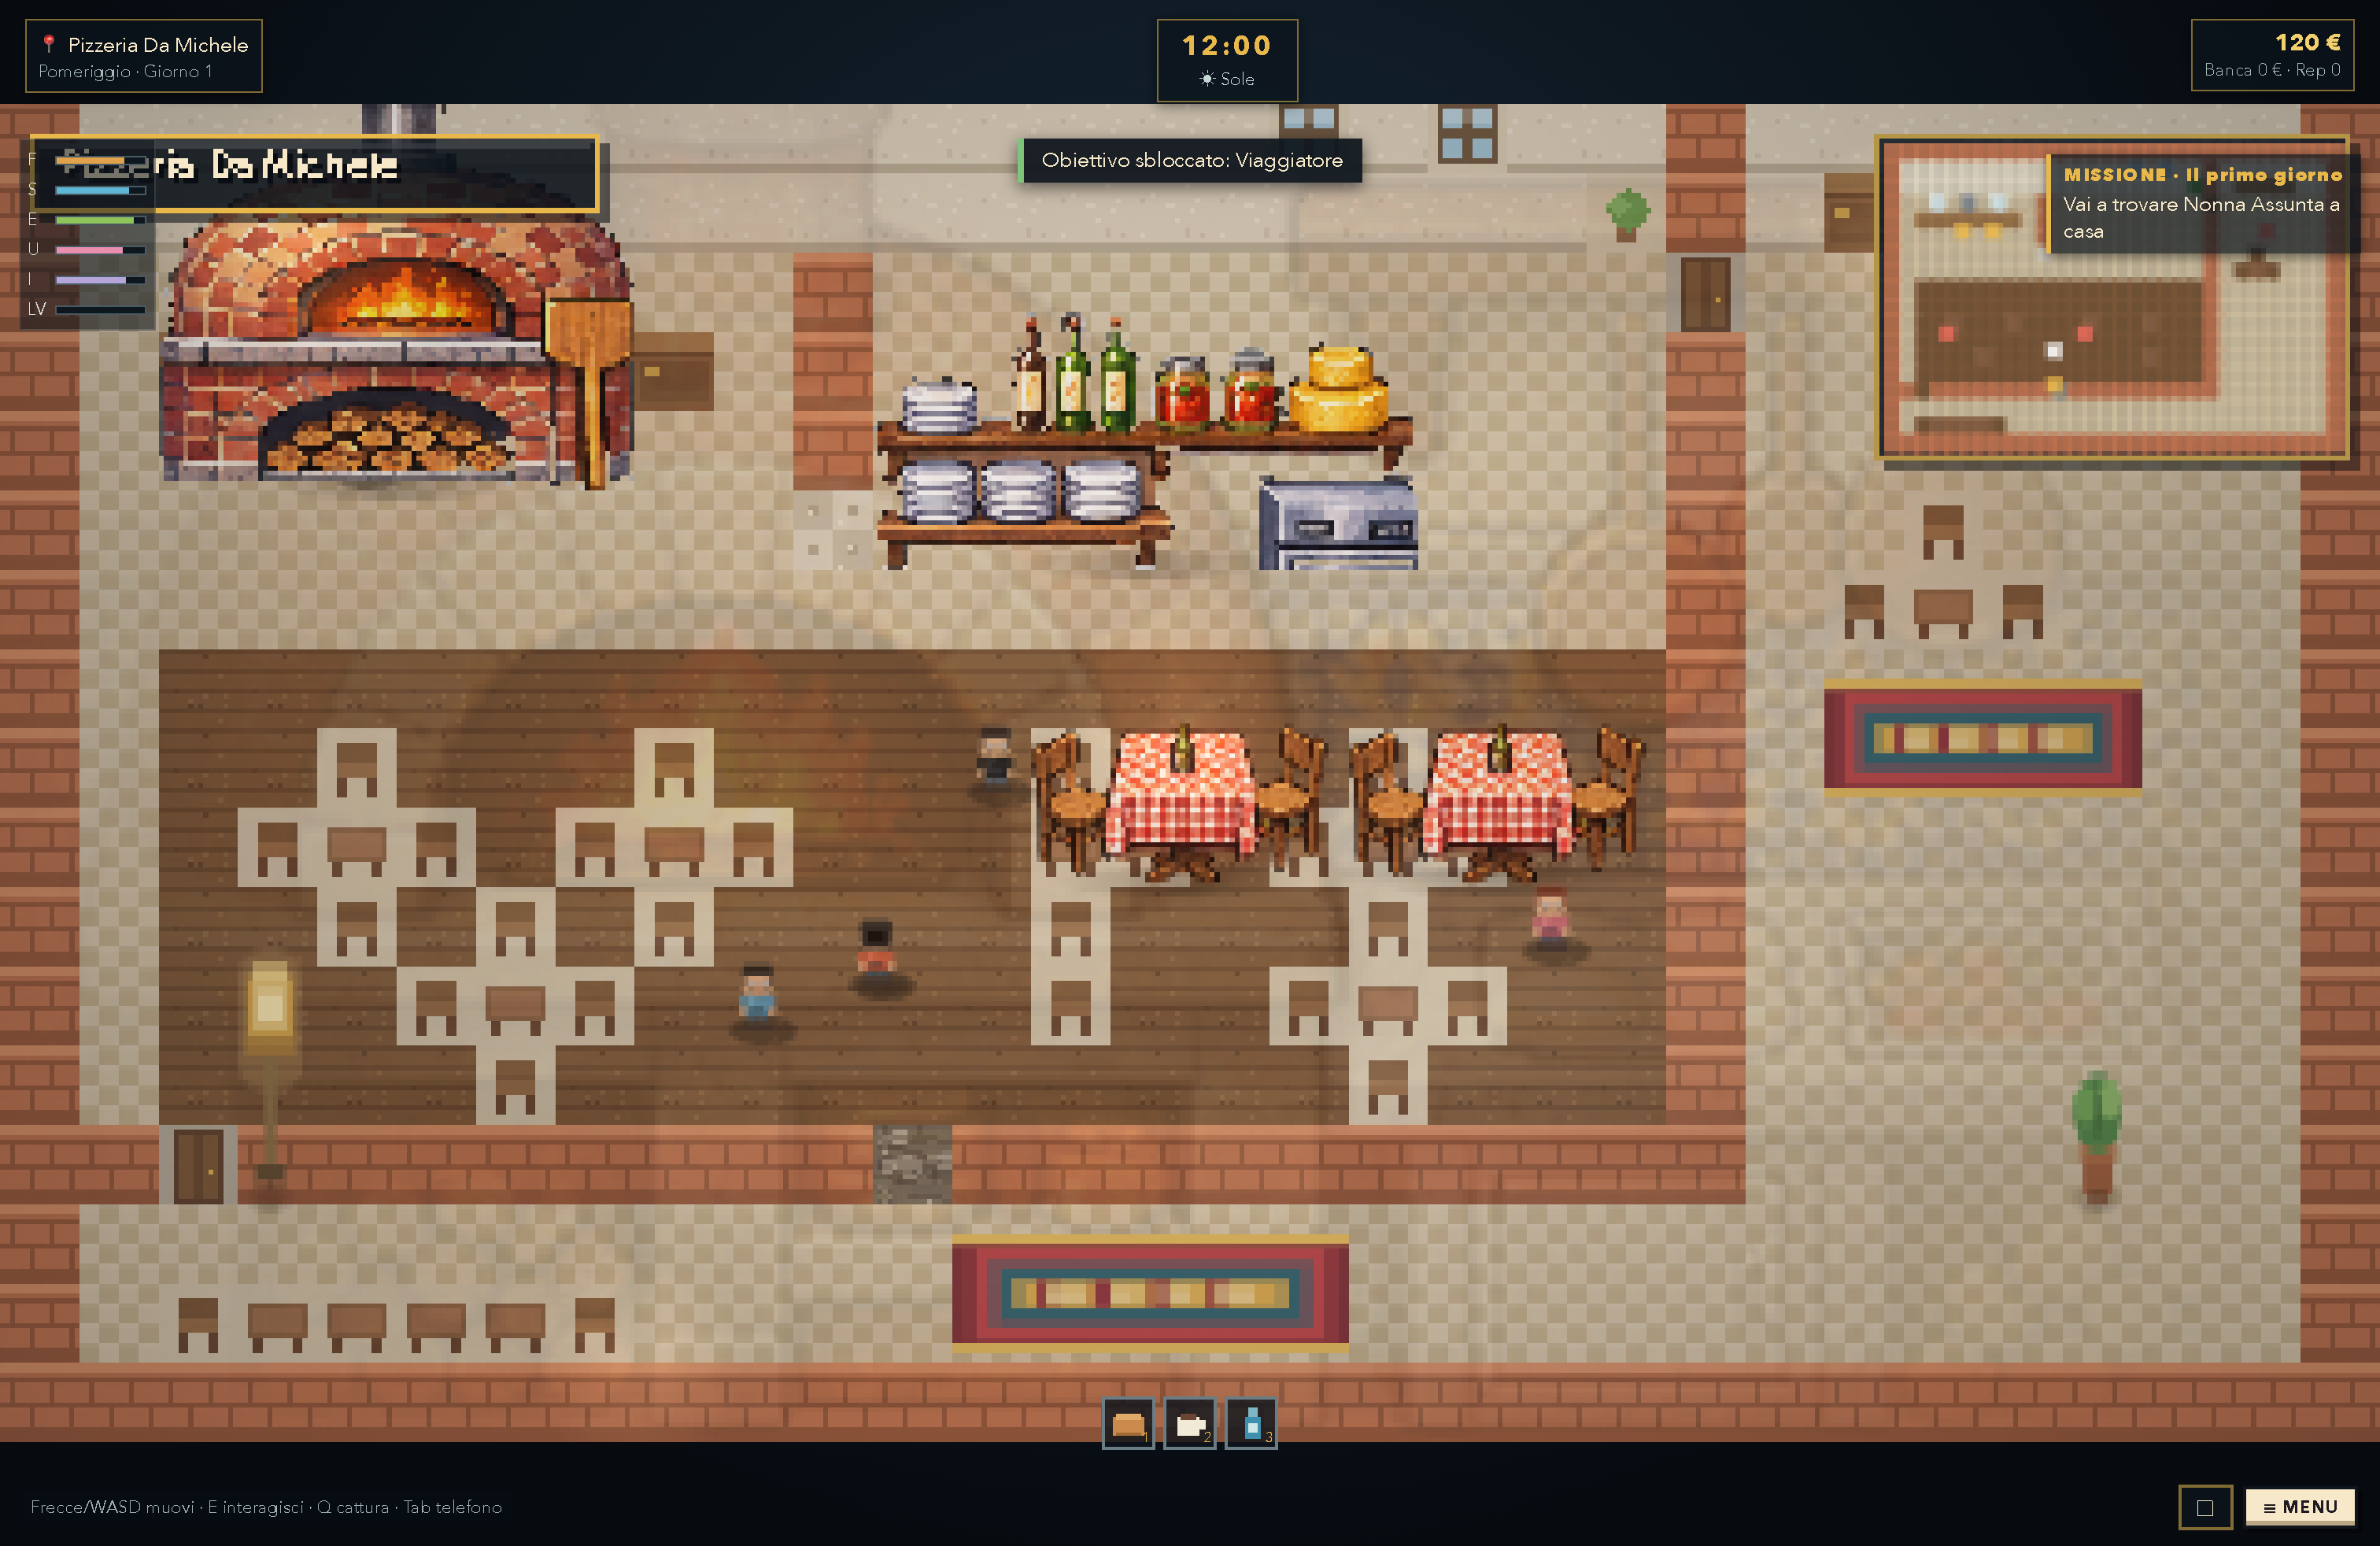 📍 Pizzeria Da Michele
Pomeriggio · Giorno 1
12:00
☀ Sole
120 €
Banca 0 € · Rep 0
Pizzeria Da Michele
F
S
E
U
I
LV
Obiettivo sbloccato: Viaggiatore
MISSIONE · Il primo giorno
Vai a trovare Nonna Assunta a
casa
1
2
3
Frecce/WASD muovi · E interagisci · Q cattura · Tab telefono
≡ MENU